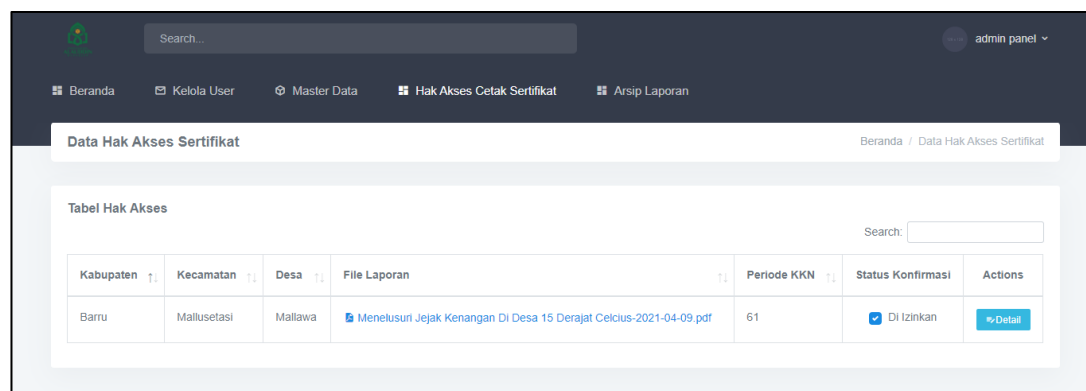 Search...
admin panel
Beranda
Kelola User
Master Data
Hak Akses Cetak Sertifikat
Arsip Laporan
Data Hak Akses Sertifikat
Beranda / Data Hak Akses Sertifikat
Tabel Hak Akses
Search:
Kabupaten Kecamatan Desa File Laporan Periode KKN Status Konfirmasi Actions
Barru Mallusetasi Mallawa Menelusuri Jejak Kenangan Di Desa 15 Derajat Celcius-2021-04-09.pdf 61 Di Izinkan Detail